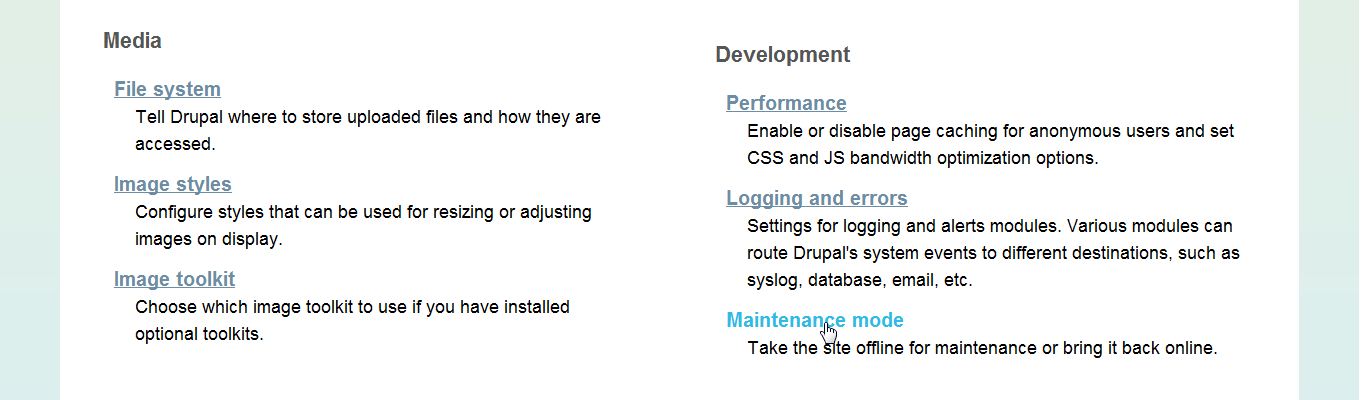 Media
File system
Tell Drupal where to store uploaded files and how they are
accessed.
Image styles
Configure styles that can be used for resizing or adjusting
images on display.
Image toolkit
Choose which image toolkit to use if you have installed
optional toolkits.
Development
Performance
Enable or disable page caching for anonymous users and set
CSS and JS bandwidth optimization options.
Logging and errors
Settings for logging and alerts modules. Various modules can
route Drupal's system events to different destinations, such as
syslog, database, email, etc.
Maintenance mode
Take the site offline for maintenance or bring it back online.